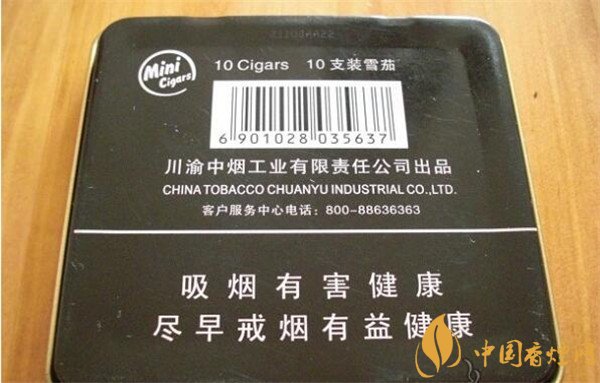 Mini
Cigars
10 Cigars 10 支装雪茄
6 901028 035637
川渝中烟工业有限责任公司出品
CHINA TOBACCO CHUANYU INDUSTRIAL CO.,LTD.
客户服务中心电话：800-88636363
吸烟有害健康
尽早戒烟有益健康
中国香烟网